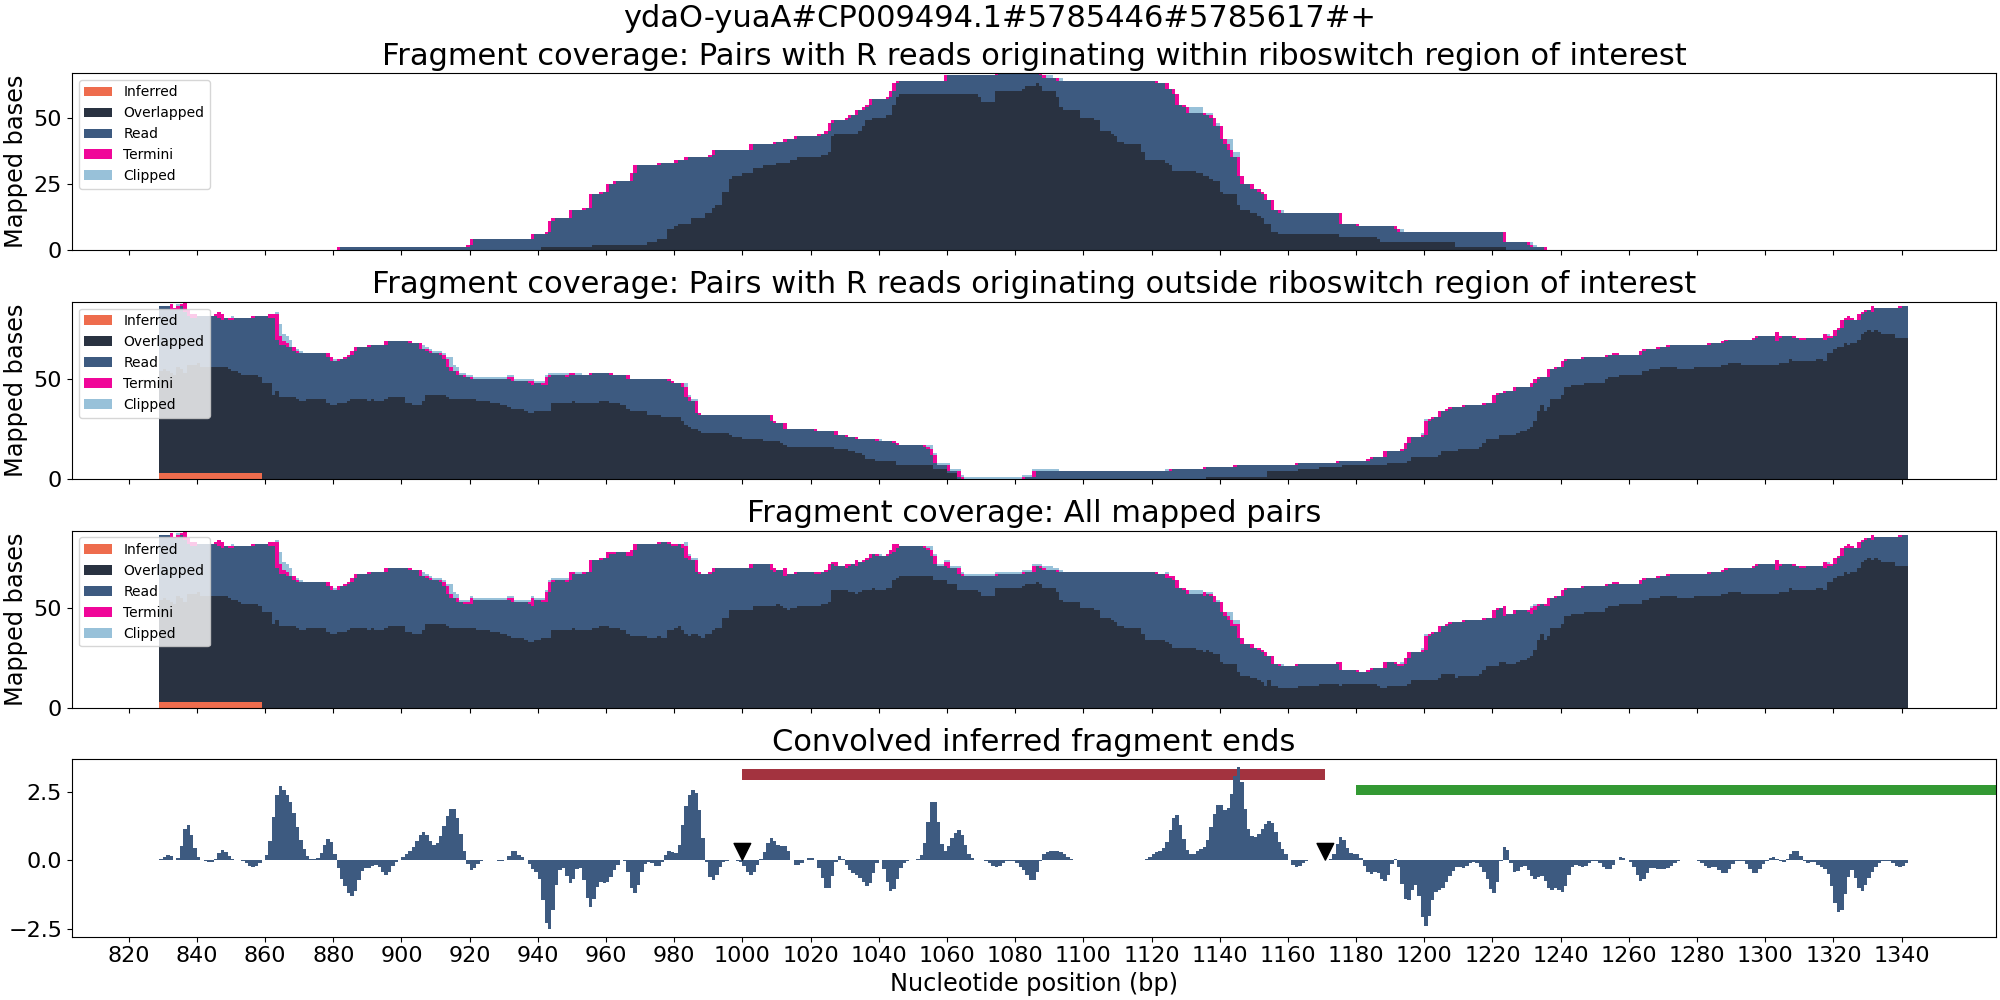 ydaO-yuaA#CP009494.1#5785446#5785617#+
Fragment coverage: Pairs with R reads originating within riboswitch region of interest
Mapped bases
50
25
0
Inferred
Overlapped
Read
Termini
Clipped
Fragment coverage: Pairs with R reads originating outside riboswitch region of interest
Mapped bases
50
0
Inferred
Overlapped
Read
Termini
Clipped
Fragment coverage: All mapped pairs
Mapped bases
50
0
Inferred
Overlapped
Read
Termini
Clipped
Convolved inferred fragment ends
2.5
0.0
−2.5
820 840 860 880 900 920 940 960 980 1000 1020 1040 1060 1080 1100 1120 1140 1160 1180 1200 1220 1240 1260 1280 1300 1320 1340
Nucleotide position (bp)